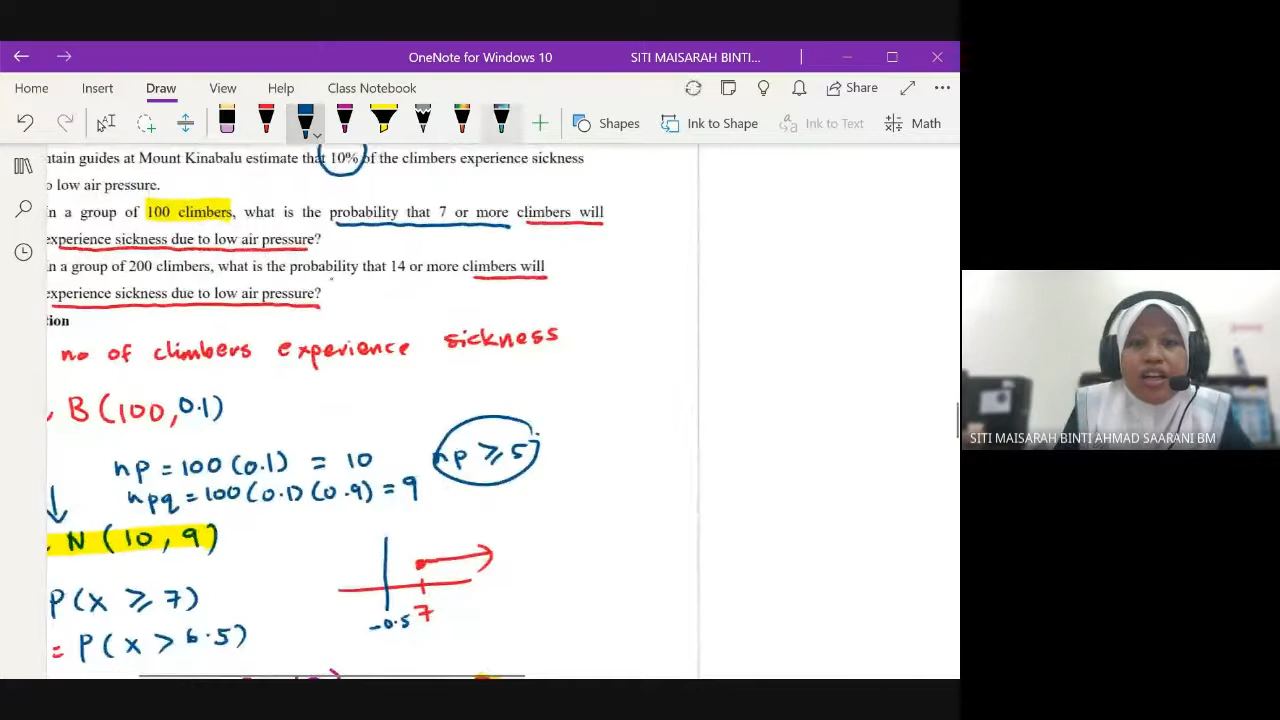 OneNote for Windows 10
SITI MAISARAH BINTI...
Home Insert Draw View Help Class Notebook
Share
Shapes Ink to Shape Ink to Text Math
ntain guides at Mount Kinabalu estimate that 10% of the climbers experience sickness
o low air pressure.
n a group of 100 climbers, what is the probability that 7 or more climbers will
experience sickness due to low air pressure?
n a group of 200 climbers, what is the probability that 14 or more climbers will
experience sickness due to low air pressure?
tion
no of climbers experience sickness
B(100,0.1)
np = 100(0.1) = 10
np ≥ 5
npq = 100(0.1)(0.9) = 9
N (10, 9)
P(x ≥ 7)
-0.5 7
= P(x > 6.5)
SITI MAISARAH BINTI AHMAD SAARANI BM